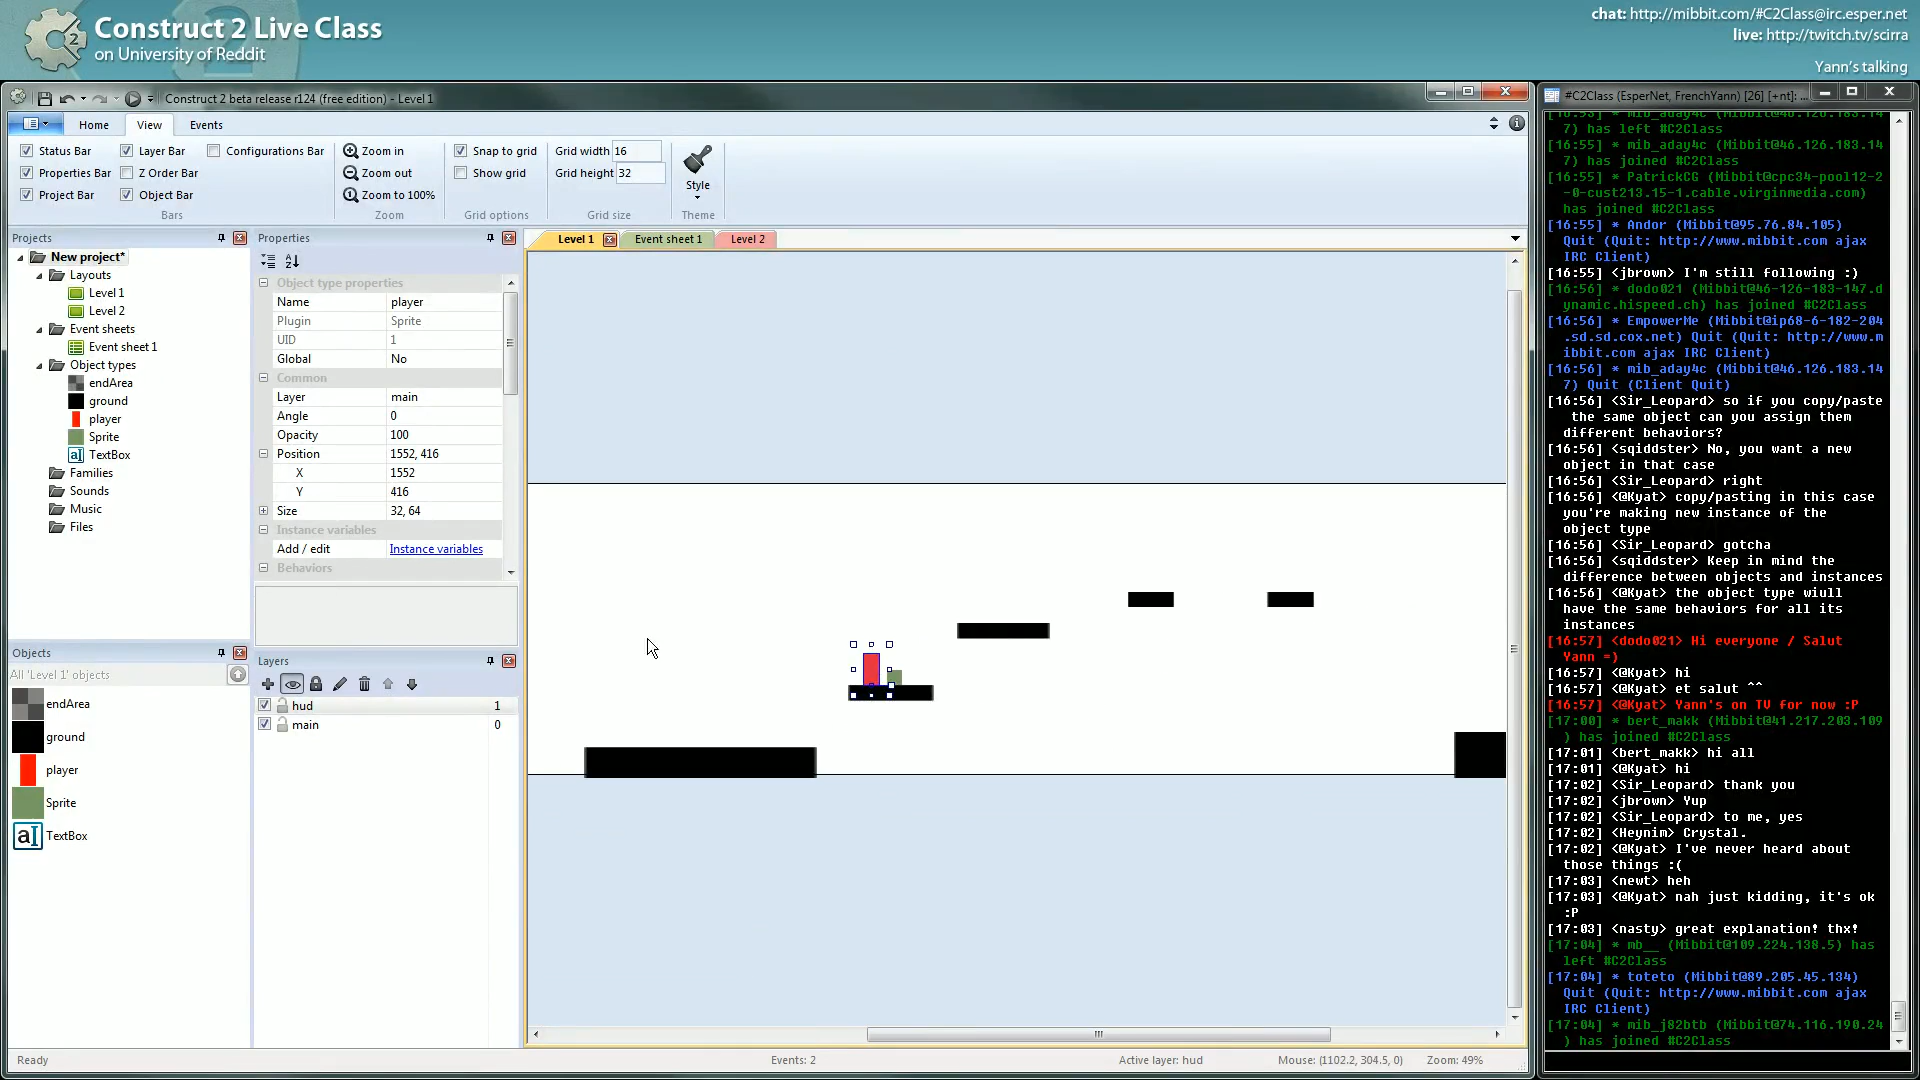 Construct 2 Live Class
on University of Reddit
chat: http://mibbit.com/#C2Class@irc.esper.net
live: http://twitch.tv/scirra
Yann's talking
Construct 2 beta release r124 (free edition) - Level 1
Home
View
Events
Status Bar
Layer Bar
Configurations Bar
Properties Bar
Z Order Bar
Project Bar
Object Bar
Bars
Zoom in
Zoom out
Zoom to 100%
Zoom
Snap to grid
Show grid
Grid options
Grid width 16
Grid height 32
Grid size
Style
Theme
Projects
New project*
Layouts
Level 1
Level 2
Event sheets
Event sheet 1
Object types
endArea
ground
player
Sprite
TextBox
Families
Sounds
Music
Files
Properties
Object type properties
Name player
Plugin Sprite
UID 1
Global No
Common
Layer main
Angle 0
Opacity 100
Position 1552, 416
X 1552
Y 416
Size 32, 64
Instance variables
Add / edit Instance variables
Behaviors
Level 1
Event sheet 1
Level 2
Objects
All 'Level 1' objects
endArea
ground
player
Sprite
aI TextBox
Layers
hud 1
main 0
Ready
Events: 2
Active layer: hud
Mouse: (1102.2, 304.5, 0)
Zoom: 49%
#C2Class (EsperNet, FrenchYann) [26] [+nt]: ...
[16:53] * mib_aday4c (Mibbit@46.126.183.14
7) has left #C2Class
[16:55] * mib_aday4c (Mibbit@46.126.183.14
7) has joined #C2Class
[16:55] * PatrickCG (Mibbit@cpc34-pool12-2
-0-cust213.15-1.cable.virginmedia.com)
has joined #C2Class
[16:55] * Andor (Mibbit@95.76.84.105)
Quit (Quit: http://www.mibbit.com ajax
IRC Client)
[16:55] <jbrown> I'm still following :)
[16:56] * dodo021 (Mibbit@46-126-183-147.d
ynamic.hispeed.ch) has joined #C2Class
[16:56] * EmpowerMe (Mibbit@ip68-6-182-204
.sd.sd.cox.net) Quit (Quit: http://www.m
ibbit.com ajax IRC Client)
[16:56] * mib_aday4c (Mibbit@46.126.183.14
7) Quit (Client Quit)
[16:56] <Sir_Leopard> so if you copy/paste
the same object can you assign them
different behaviors?
[16:56] <sqiddster> No, you want a new
object in that case
[16:56] <Sir_Leopard> right
[16:56] <@Kyat> copy/pasting in this case
you're making new instance of the
object type
[16:56] <Sir_Leopard> gotcha
[16:56] <sqiddster> Keep in mind the
difference between objects and instances
[16:56] <@Kyat> the object type wiull
have the same behaviors for all its
instances
[16:57] <dodo021> Hi everyone / Salut
Yann =)
[16:57] <@Kyat> hi
[16:57] <@Kyat> et salut ^^
[16:57] <@Kyat> Yann's on TV for now :P
[17:00] * bert_makk (Mibbit@41.217.203.109
) has joined #C2Class
[17:01] <bert_makk> hi all
[17:01] <@Kyat> hi
[17:02] <Sir_Leopard> thank you
[17:02] <jbrown> Yup
[17:02] <Sir_Leopard> to me, yes
[17:02] <Heynim> Crystal.
[17:02] <@Kyat> I've never heard about
those things :(
[17:03] <newt> heh
[17:03] <@Kyat> nah just kidding, it's ok
:P
[17:03] <nasty> great explanation! thx!
[17:04] * mb__ (Mibbit@109.224.138.5) has
left #C2Class
[17:04] * toteto (Mibbit@89.205.45.134)
Quit (Quit: http://www.mibbit.com ajax
IRC Client)
[17:04] * mib_j82btb (Mibbit@74.116.190.24
) has joined #C2Class